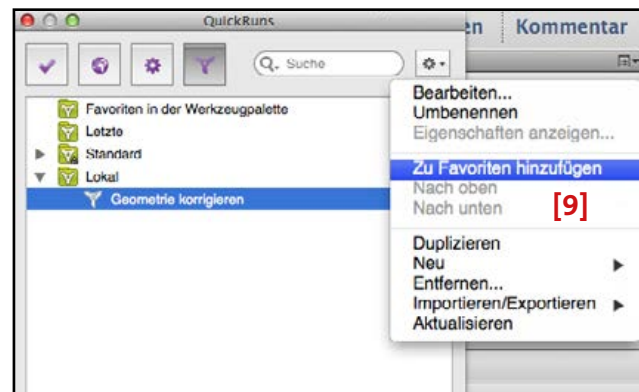 QuickRuns
en
Kommentar
Suche
Favoriten in der Werkzeugpalette
Letzte
Standard
Lokal
Geometrie korrigieren
Bearbeiten...
Umbenennen
Eigenschaften anzeigen...
Zu Favoriten hinzufügen
Nach oben
Nach unten
[9]
Duplizieren
Neu
Entfernen...
Importieren/Exportieren
Aktualisieren